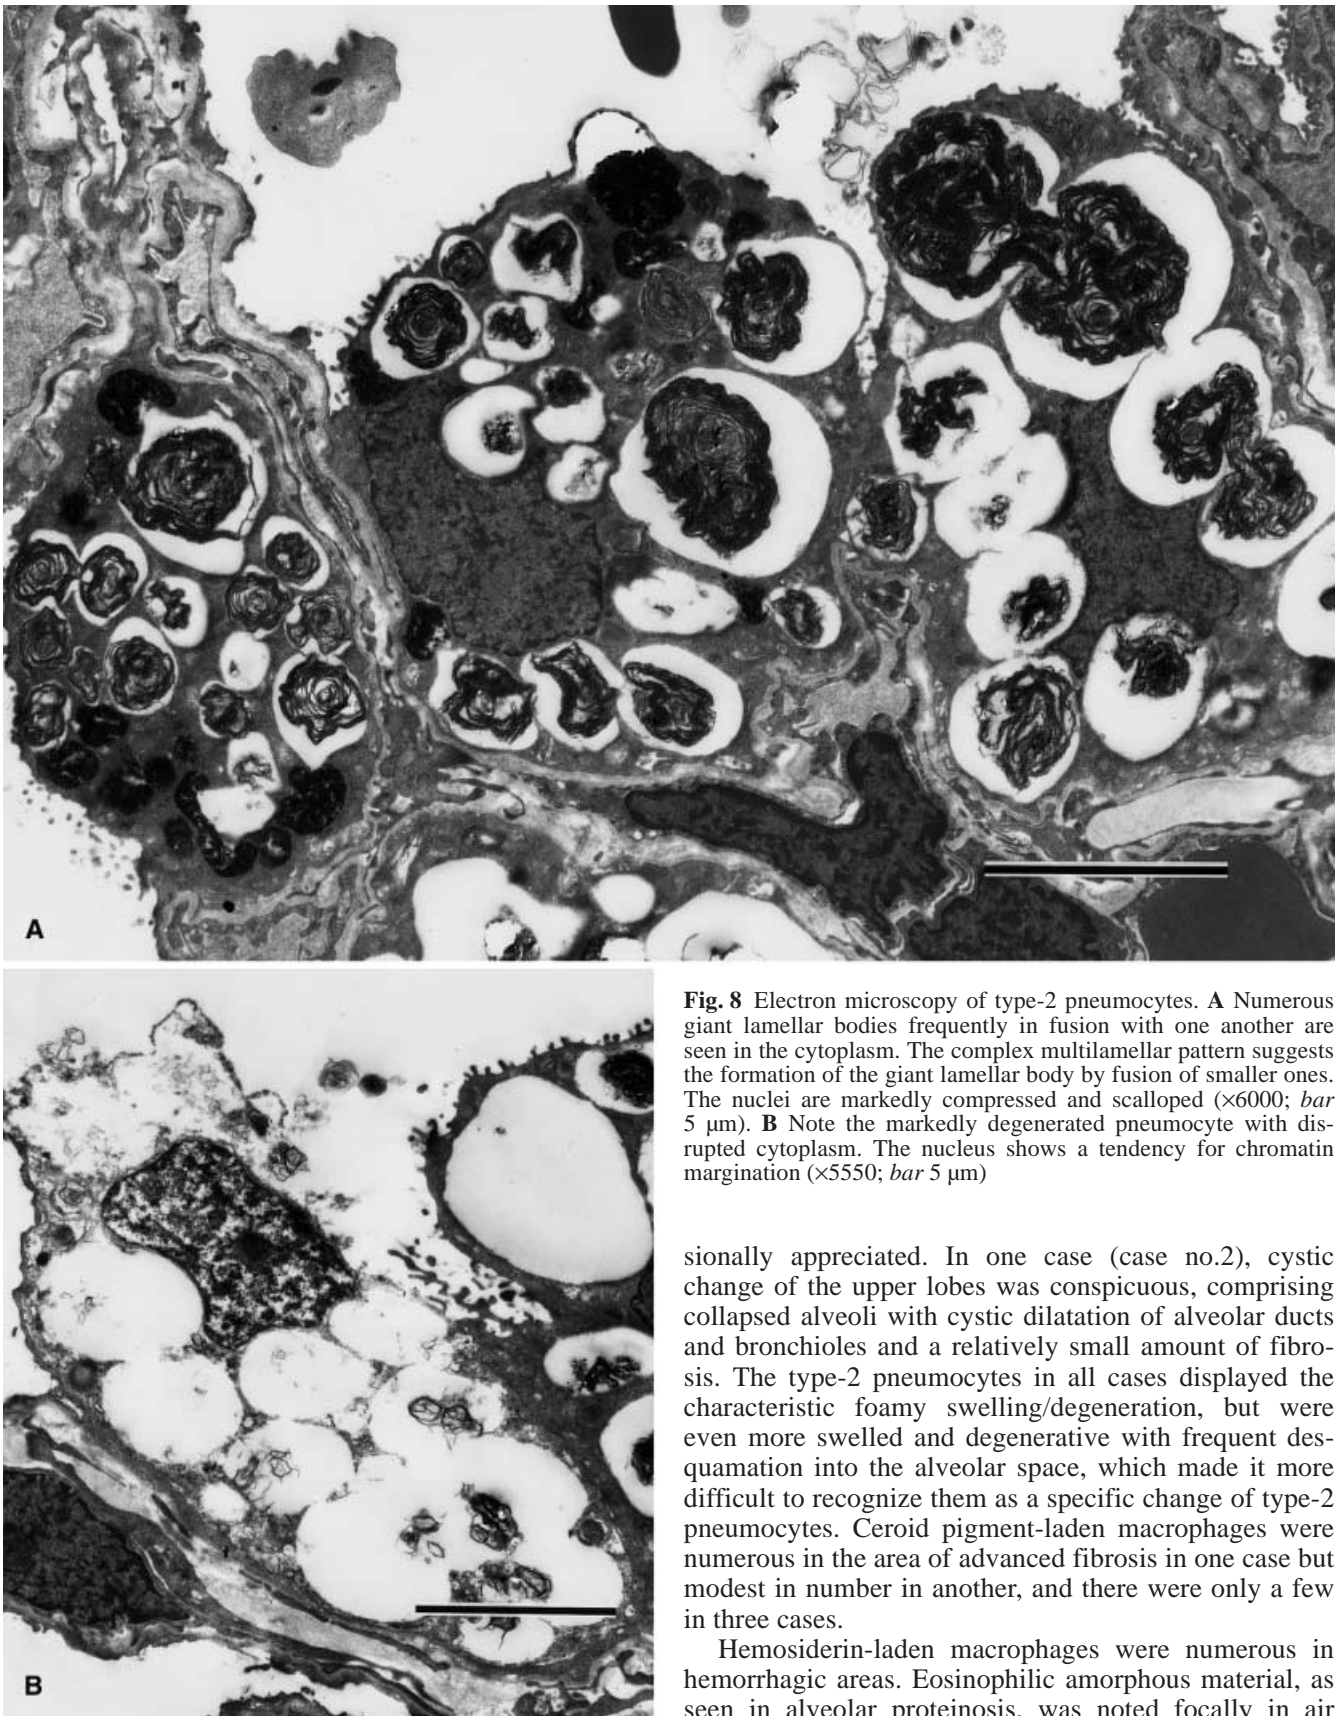 A
B
Fig. 8 Electron microscopy of type-2 pneumocytes. A Numerous
giant lamellar bodies frequently in fusion with one another are
seen in the cytoplasm. The complex multilamellar pattern suggests
the formation of the giant lamellar body by fusion of smaller ones.
The nuclei are markedly compressed and scalloped (×6000; bar
5 µm). B Note the markedly degenerated pneumocyte with dis-
rupted cytoplasm. The nucleus shows a tendency for chromatin
margination (×5550; bar 5 µm)
sionally appreciated. In one case (case no.2), cystic
change of the upper lobes was conspicuous, comprising
collapsed alveoli with cystic dilatation of alveolar ducts
and bronchioles and a relatively small amount of fibro-
sis. The type-2 pneumocytes in all cases displayed the
characteristic foamy swelling/degeneration, but were
even more swelled and degenerative with frequent des-
quamation into the alveolar space, which made it more
difficult to recognize them as a specific change of type-2
pneumocytes. Ceroid pigment-laden macrophages were
numerous in the area of advanced fibrosis in one case but
modest in number in another, and there were only a few
in three cases.
Hemosiderin-laden macrophages were numerous in
hemorrhagic areas. Eosinophilic amorphous material, as
seen in alveolar proteinosis, was noted focally in air